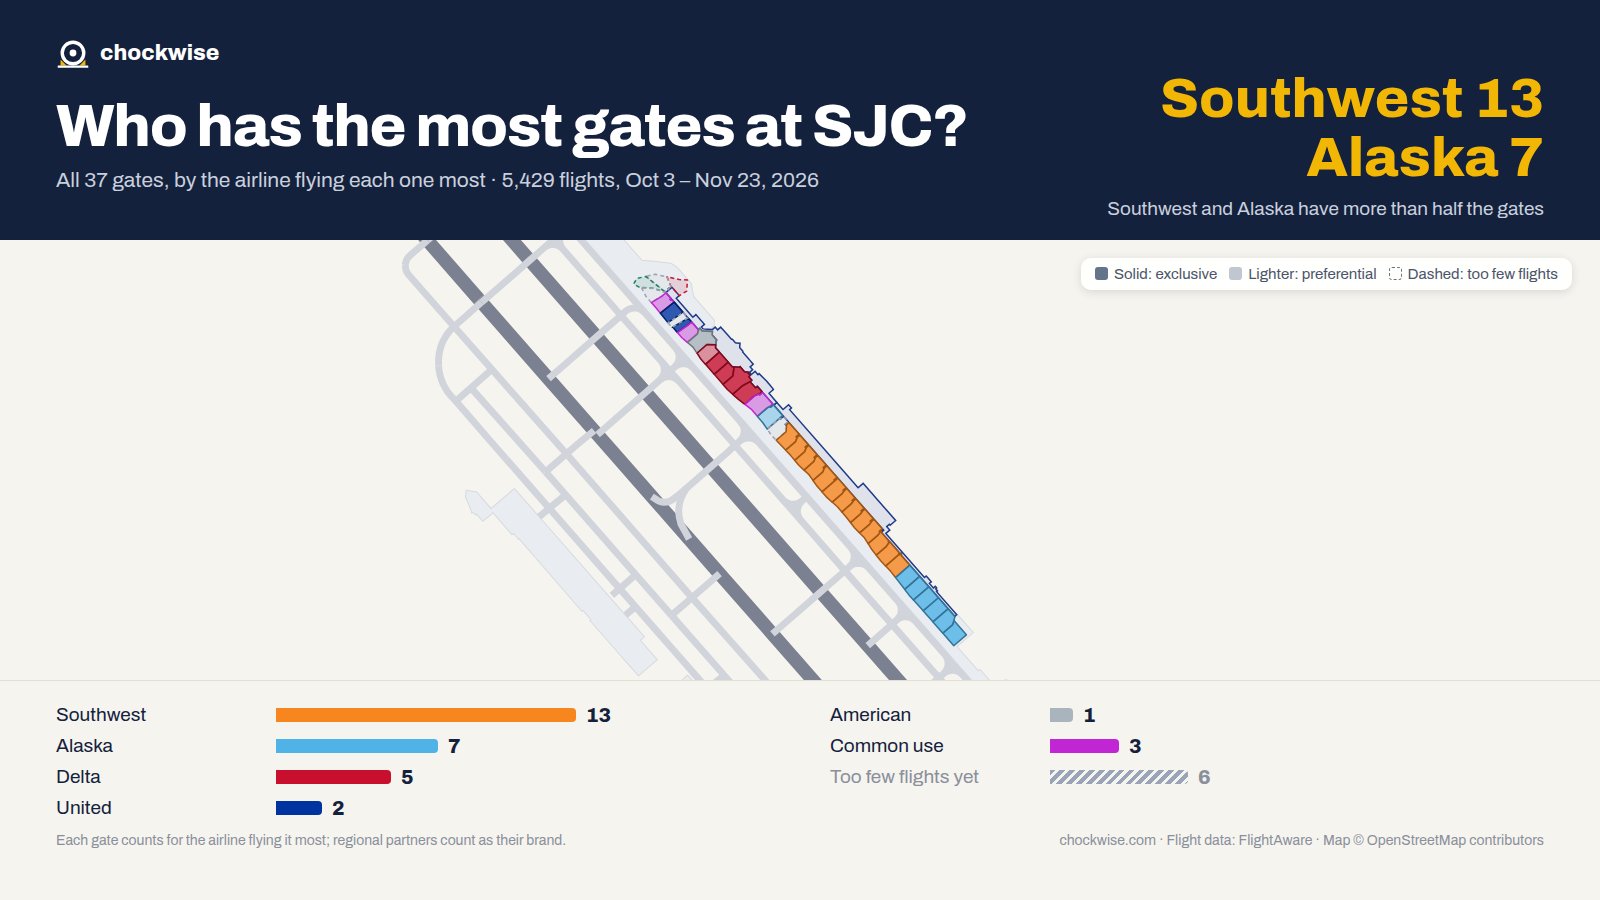 chockwise
Who has the most gates at SJC?
All 37 gates, by the airline flying each one most · 5,429 flights, Oct 3 – Nov 23, 2026
Southwest 13
Alaska 7
Southwest and Alaska have more than half the gates
Solid: exclusive Lighter: preferential Dashed: too few flights
Southwest 13
Alaska 7
Delta 5
United 2
American 1
Common use 3
Too few flights yet 6
Each gate counts for the airline flying it most; regional partners count as their brand.
chockwise.com · Flight data: FlightAware · Map © OpenStreetMap contributors